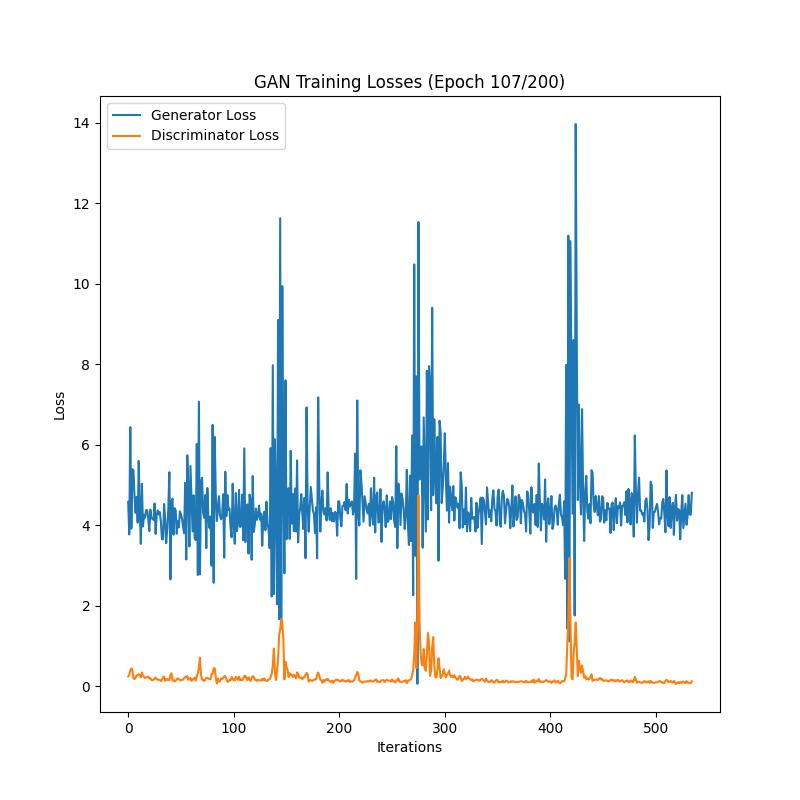 GAN Training Losses (Epoch 107/200)
Generator Loss
Discriminator Loss
14
12
10
8
6
4
2
0
Loss
0 100 200 300 400 500
Iterations